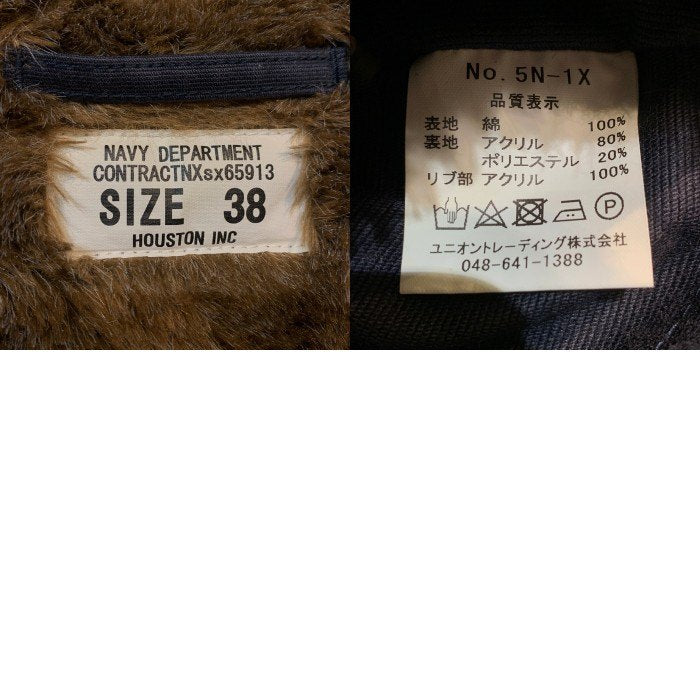 NAVY DEPARTMENT
CONTRACTNXsx65913
SIZE 38
HOUSTON INC
No. 5N-1X
品質表示
表地 綿 100%
裏地 アクリル 80%
ポリエステル 20%
リブ部 アクリル 100%
P
ユニオントレーディング株式会社
048-641-1388